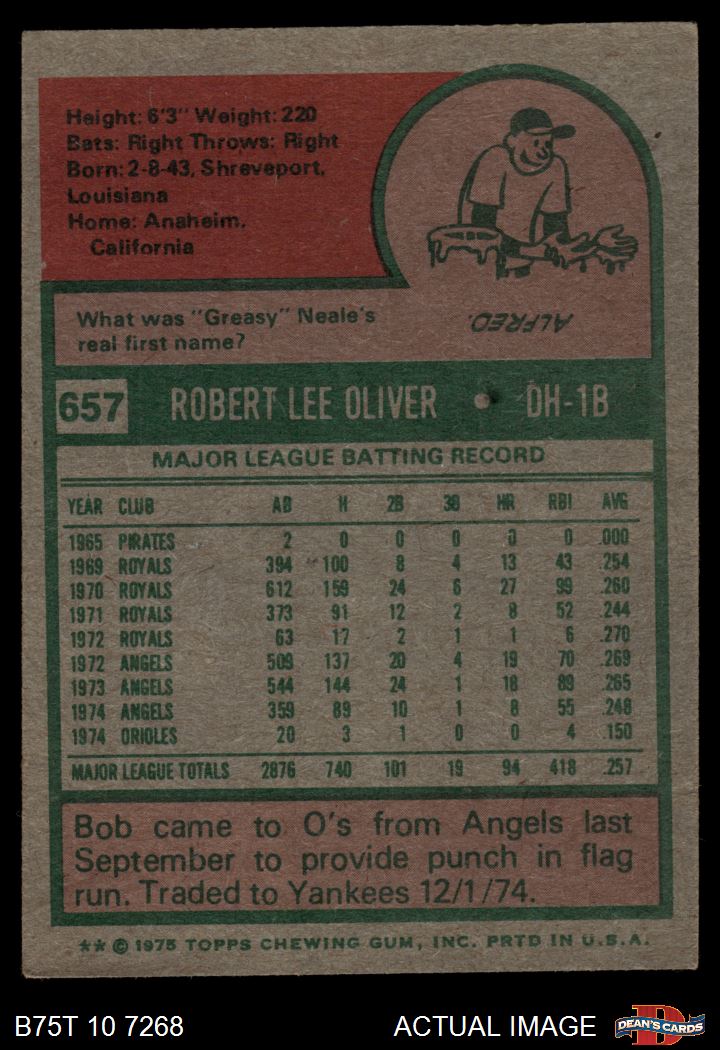 Height: 6'3" Weight: 220
Bats: Right Throws: Right
Born: 2-8-43, Shreveport,
Louisiana
Home: Anaheim,
California
What was "Greasy" Neale's
real first name?
ALFRED.
657 ROBERT LEE OLIVER • DH-1B
MAJOR LEAGUE BATTING RECORD
YEAR CLUB AB H 2B 3B HR RBI AVG
1965 PIRATES 2 0 0 0 0 0 .000
1969 ROYALS 394 100 8 4 13 43 .254
1970 ROYALS 612 159 24 6 27 99 .260
1971 ROYALS 373 91 12 2 8 52 .244
1972 ROYALS 63 17 2 1 1 6 .270
1972 ANGELS 509 137 20 4 19 70 .269
1973 ANGELS 544 144 24 1 18 89 .265
1974 ANGELS 359 89 10 1 8 55 .248
1974 ORIOLES 20 3 1 0 0 4 .150
MAJOR LEAGUE TOTALS 2876 740 101 19 94 418 .257
Bob came to O's from Angels last
September to provide punch in flag
run. Traded to Yankees 12/1/74.
** © 1975 TOPPS CHEWING GUM, INC. PRTD IN U.S.A.
B75T 10 7268 ACTUAL IMAGE DEAN'S CARDS